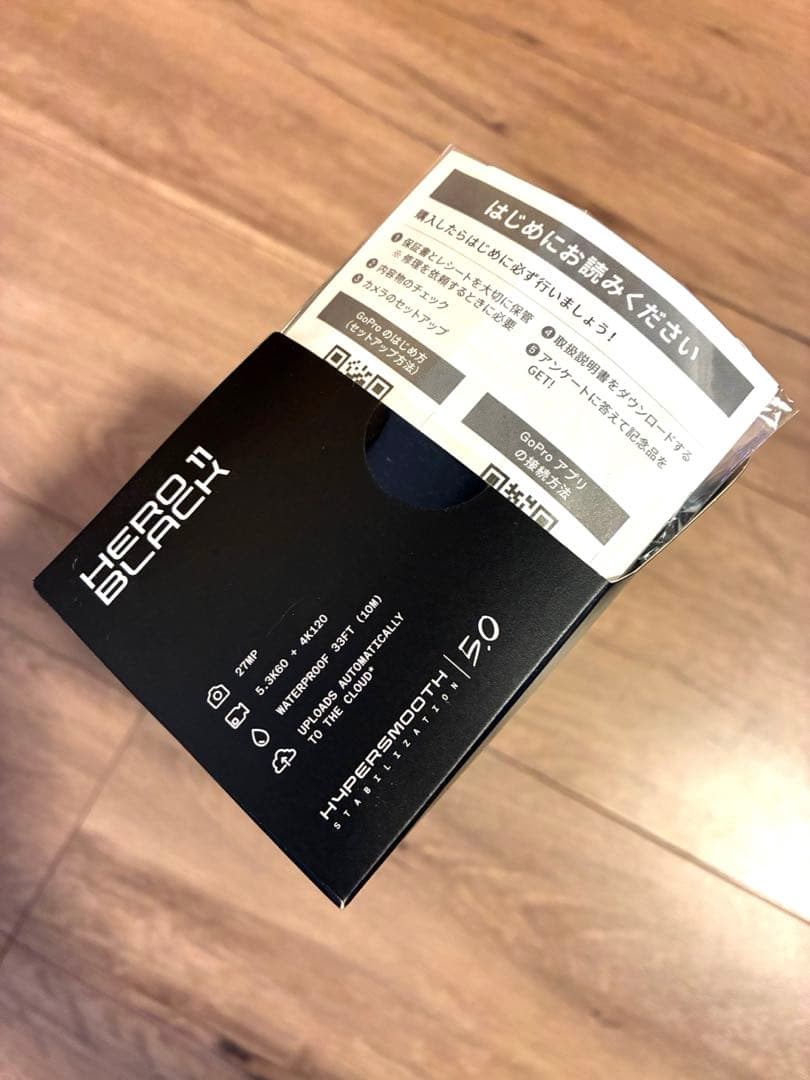 はじめにお読みください
購入したらはじめに必ず行いましょう！
❶ 保証書とレシートを大切に保管
※ 修理を依頼するときに必要
❷ 内容物のチェック
❸ カメラのセットアップ
❹ 取扱説明書をダウンロードする
❺ アンケートに答えて記念品を
GET!
GoPro のはじめ方
(セットアップ方法)
GoPro アプリ
の接続方法
HERO 11
BLACK
27MP
5.3K60 + 4K120
WATERPROOF 33FT (10M)
UPLOADS AUTOMATICALLY
TO THE CLOUD*
HYPERSMOOTH 5.0
STABILIZATION